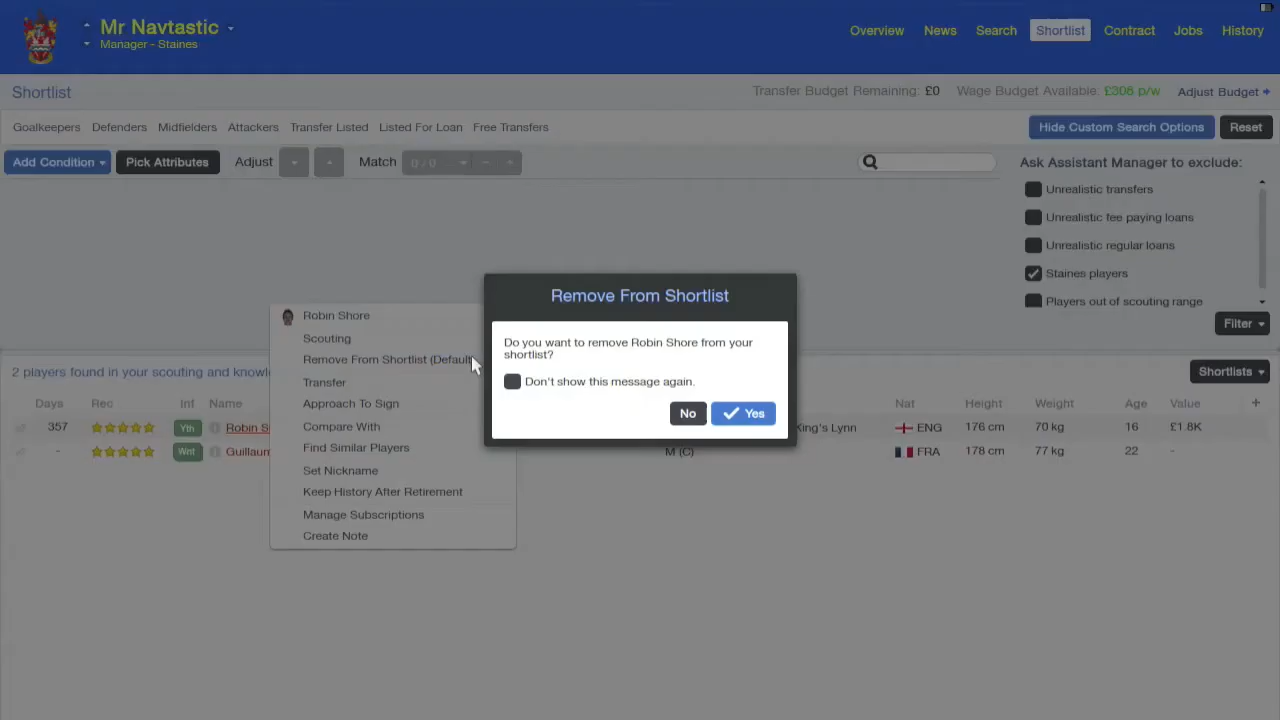 Mr Navtastic
Manager - Staines
Overview News Search Shortlist Contract Jobs History
Shortlist
Transfer Budget Remaining: £0 Wage Budget Available: £306 p/w Adjust Budget
Goalkeepers Defenders Midfielders Attackers Transfer Listed Listed For Loan Free Transfers
Hide Custom Search Options Reset
Add Condition Pick Attributes Adjust Match 0 / 0
Ask Assistant Manager to exclude:
Unrealistic transfers
Unrealistic fee paying loans
Unrealistic regular loans
Staines players
Players out of scouting range
Filter
Remove From Shortlist
Do you want to remove Robin Shore from your
shortlist?
Don't show this message again.
No Yes
Robin Shore
Scouting
Remove From Shortlist (Default
Transfer
Approach To Sign
Compare With
Find Similar Players
Set Nickname
Keep History After Retirement
Manage Subscriptions
Create Note
2 players found in your scouting and knowle
Shortlists
Days Rec Inf Name Nat Height Weight Age Value +
357 Yth Robin S King's Lynn ENG 176 cm 70 kg 16 £1.8K
- Wnt Guillaum M (C) FRA 178 cm 77 kg 22 -